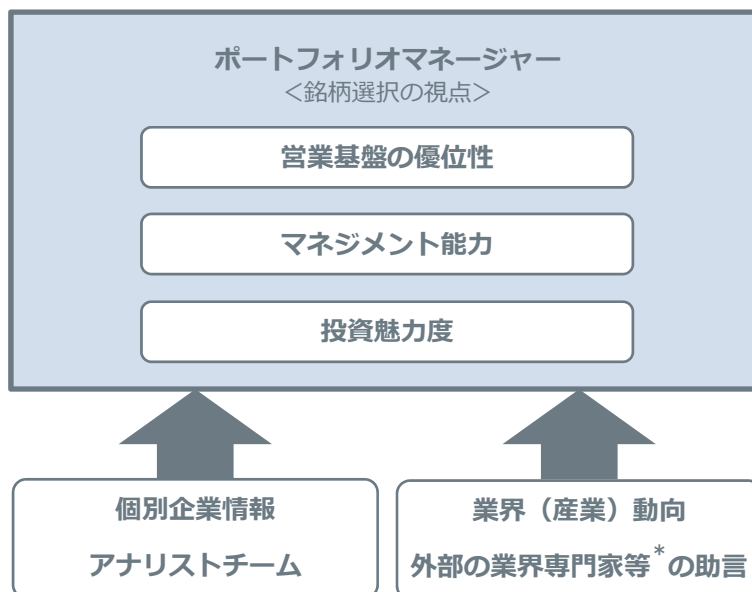 ポートフォリオマネージャー
＜銘柄選択の視点＞
営業基盤の優位性
マネジメント能力
投資魅力度
個別企業情報
アナリストチーム
業界（産業）動向
外部の業界専門家等*の助言